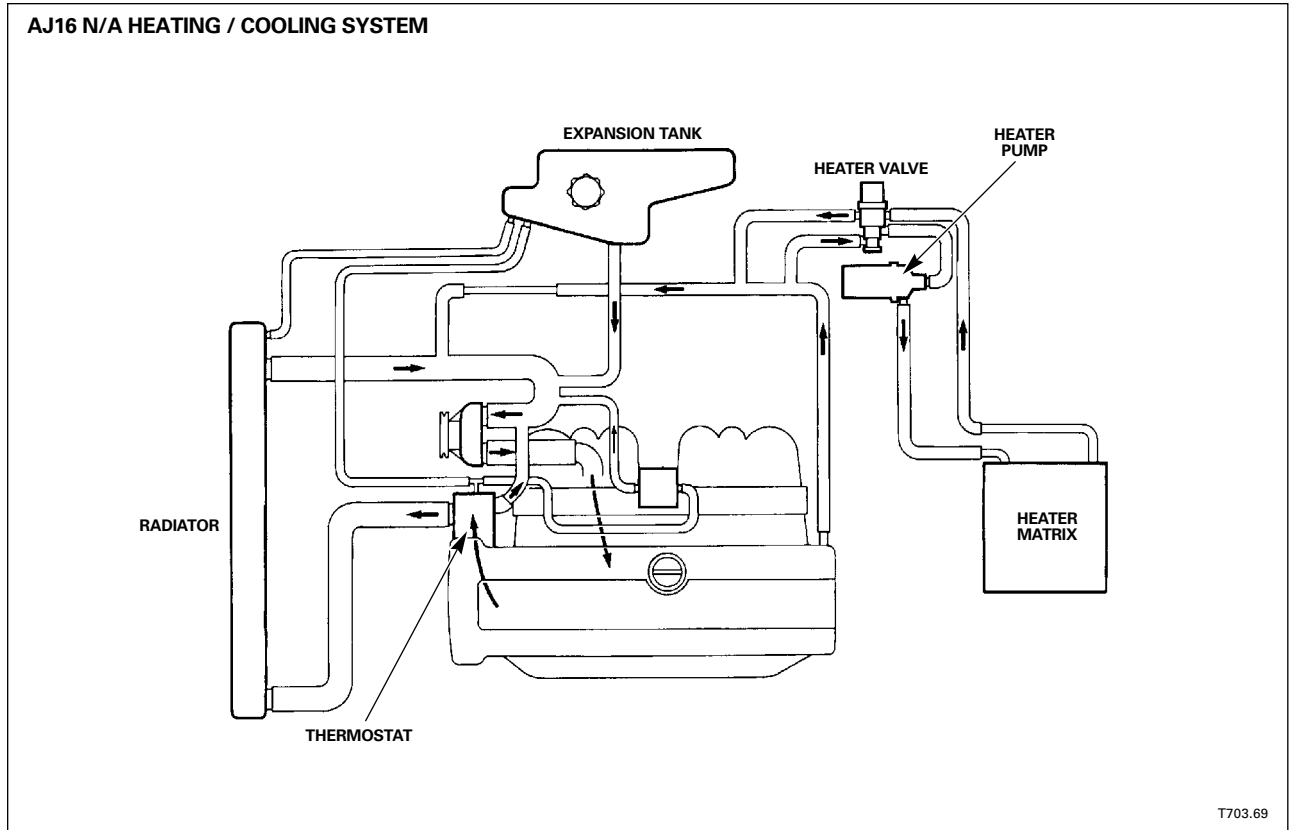 AJ16 N/A HEATING / COOLING SYSTEM
EXPANSION TANK
HEATER
PUMP
HEATER VALVE
RADIATOR
HEATER
MATRIX
THERMOSTAT
T703.69